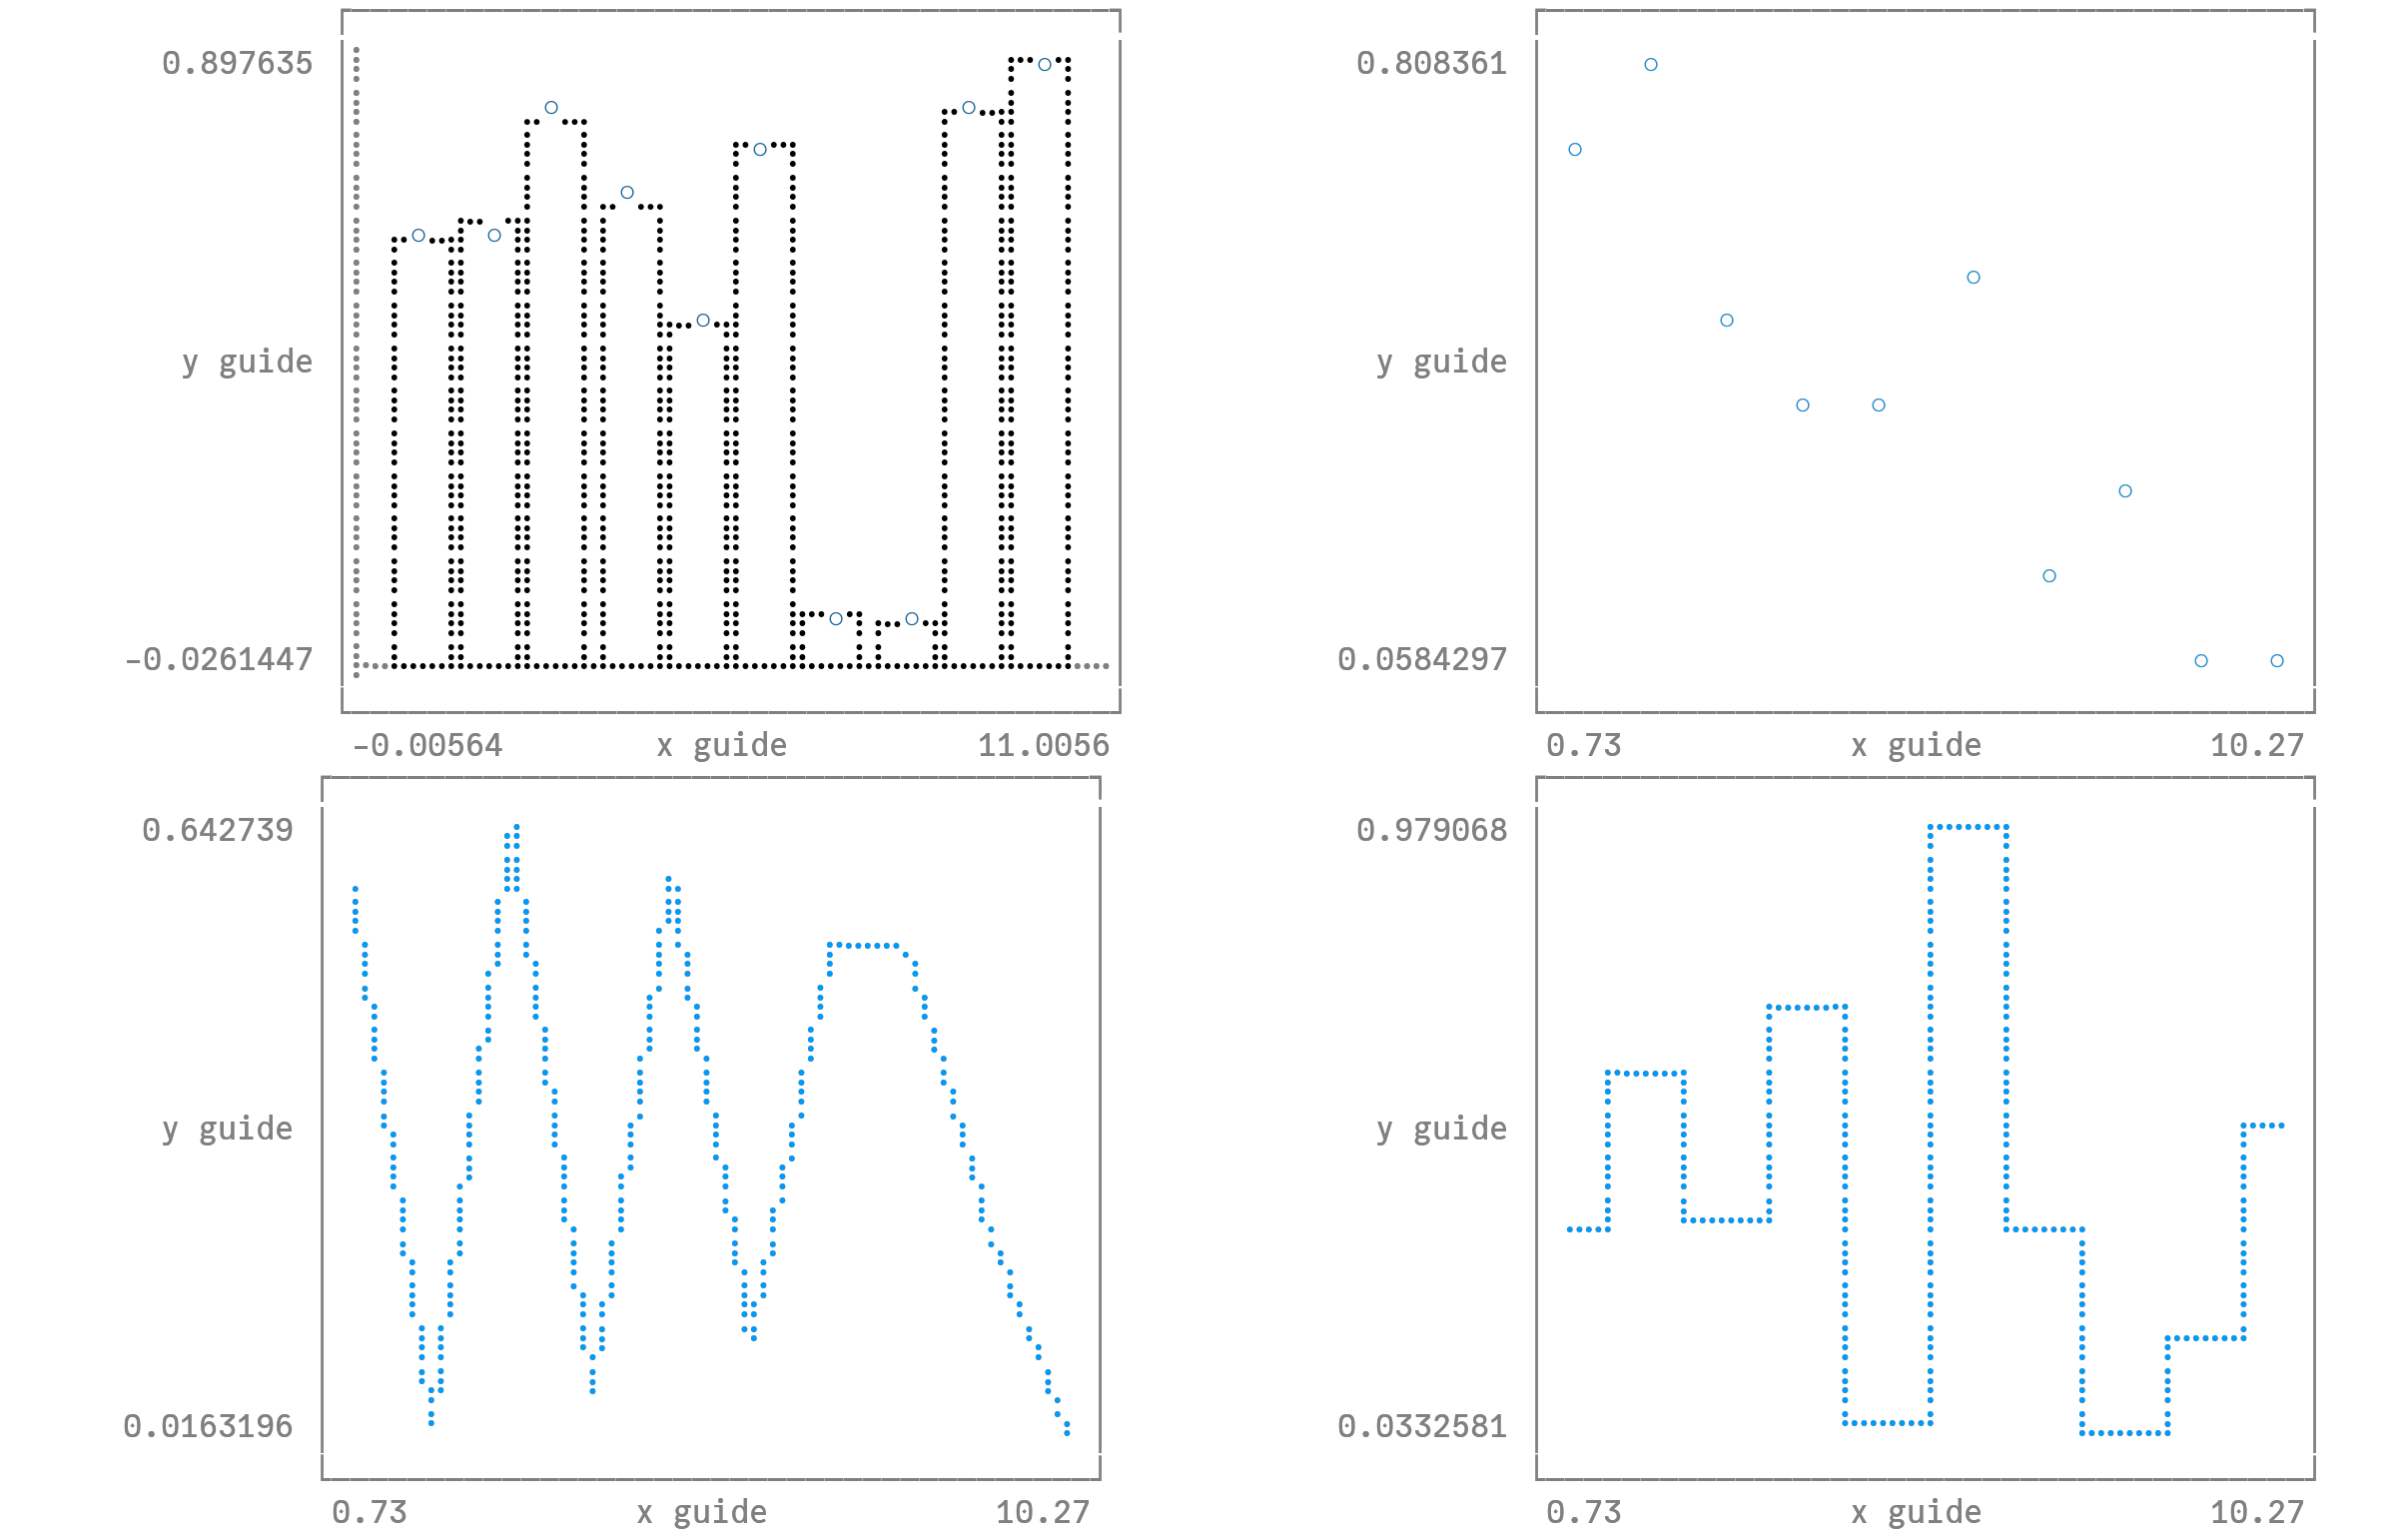 0.897635
y guide
-0.0261447
-0.00564 x guide 11.0056
0.808361
y guide
0.0584297
0.73 x guide 10.27
0.642739
y guide
0.0163196
0.73 x guide 10.27
0.979068
y guide
0.0332581
0.73 x guide 10.27